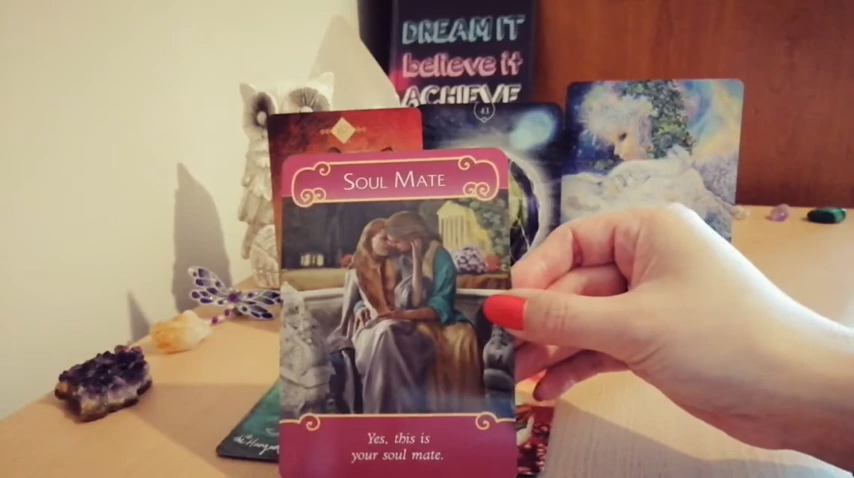 DREAM IT
believe it
ACHIEVE
41
SOUL MATE
Yes, this is
your soul mate.